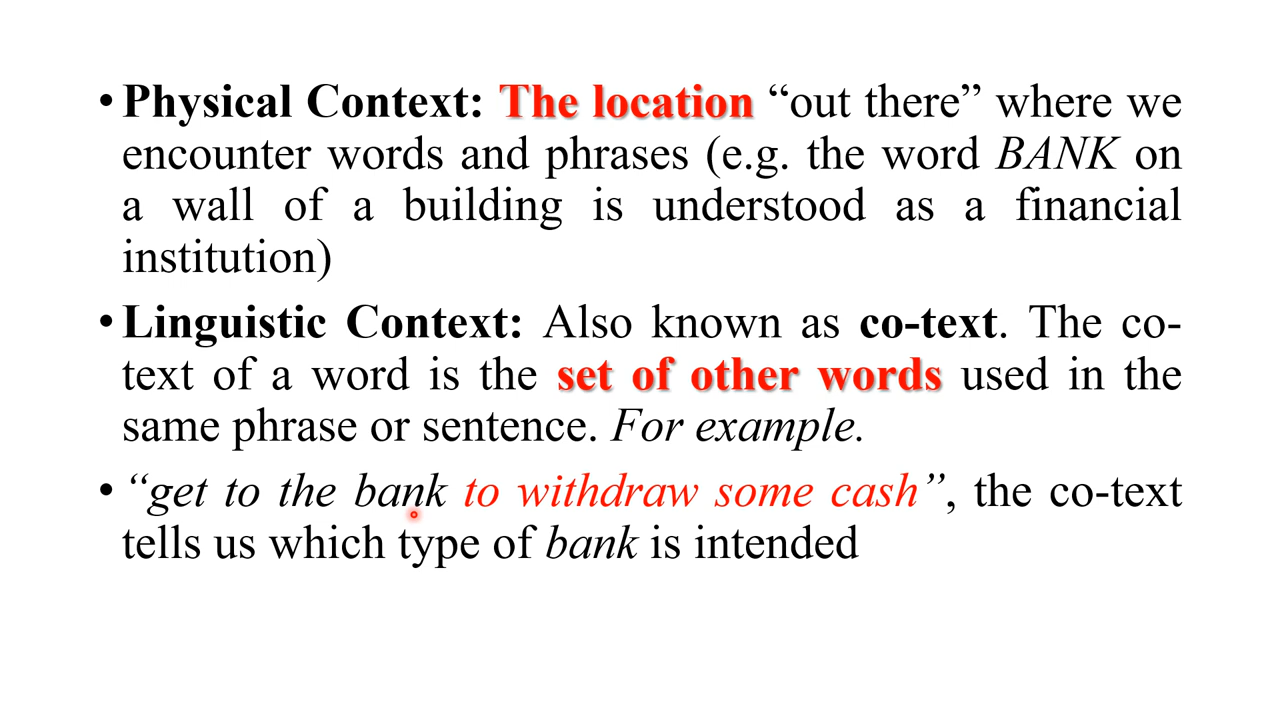 • Physical Context: The location “out there” where we
encounter words and phrases (e.g. the word BANK on
a wall of a building is understood as a financial
institution)
• Linguistic Context: Also known as co-text. The co-
text of a word is the set of other words used in the
same phrase or sentence. For example.
• “get to the bank to withdraw some cash”, the co-text
tells us which type of bank is intended